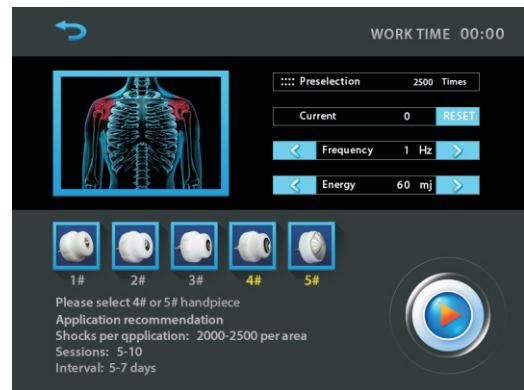 WORK TIME 00:00
:::: Preselection 2500 Times
Current 0 RESET
Frequency 1 Hz
Energy 60 mj
1# 2# 3# 4# 5#
Please select 4# or 5# handpiece
Application recommendation
Shocks per qpplication: 2000-2500 per area
Sessions: 5-10
Interval: 5-7 days